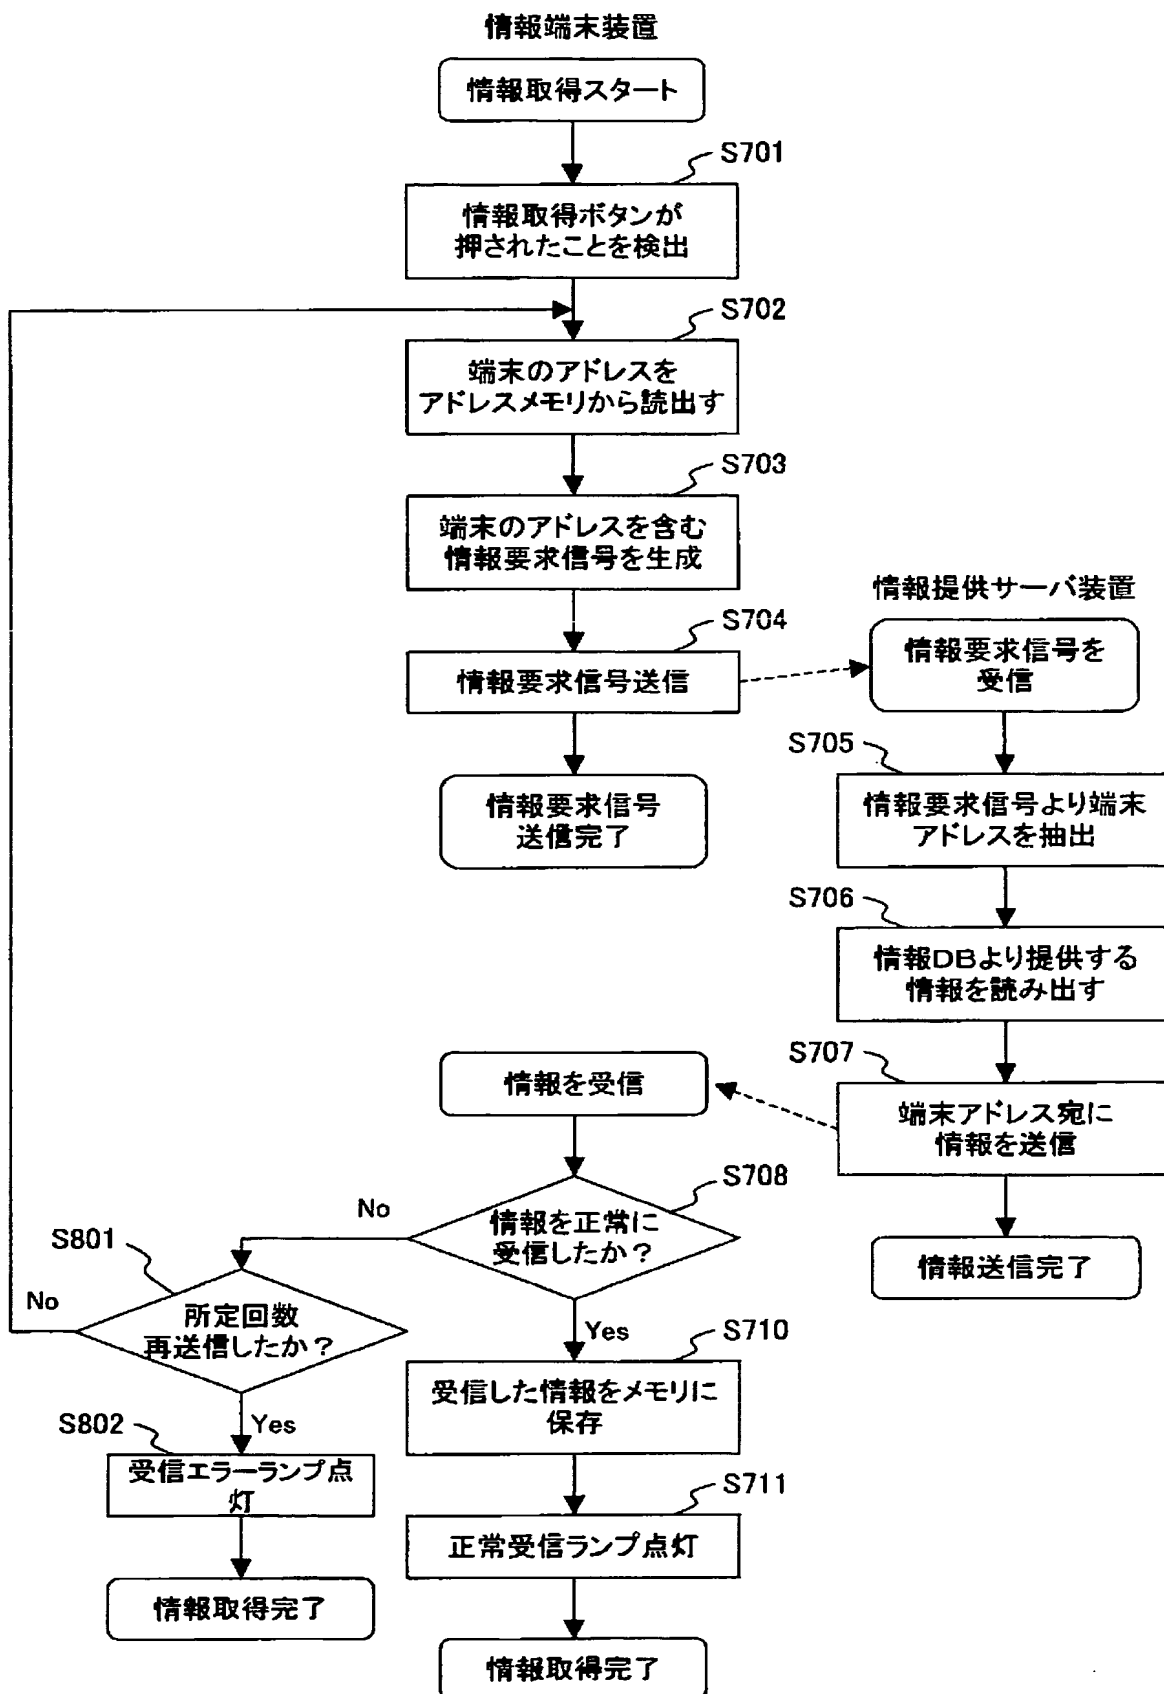 情報端末装置
情報取得スタート
S701
情報取得ボタンが
押されたことを検出
S702
端末のアドレスを
アドレスメモリから読出す
S703
端末のアドレスを含む
情報要求信号を生成
S704
情報要求信号送信
情報要求信号
送信完了
情報提供サーバ装置
情報要求信号を
受信
S705
情報要求信号より端末
アドレスを抽出
S706
情報DBより提供する
情報を読み出す
S707
端末アドレス宛に
情報を送信
情報送信完了
情報を受信
S708
情報を正常に
受信したか？
No
Yes
S801
所定回数
再送信したか？
No
Yes
S802
受信エラーランプ点
灯
情報取得完了
S710
受信した情報をメモリに
保存
S711
正常受信ランプ点灯
情報取得完了